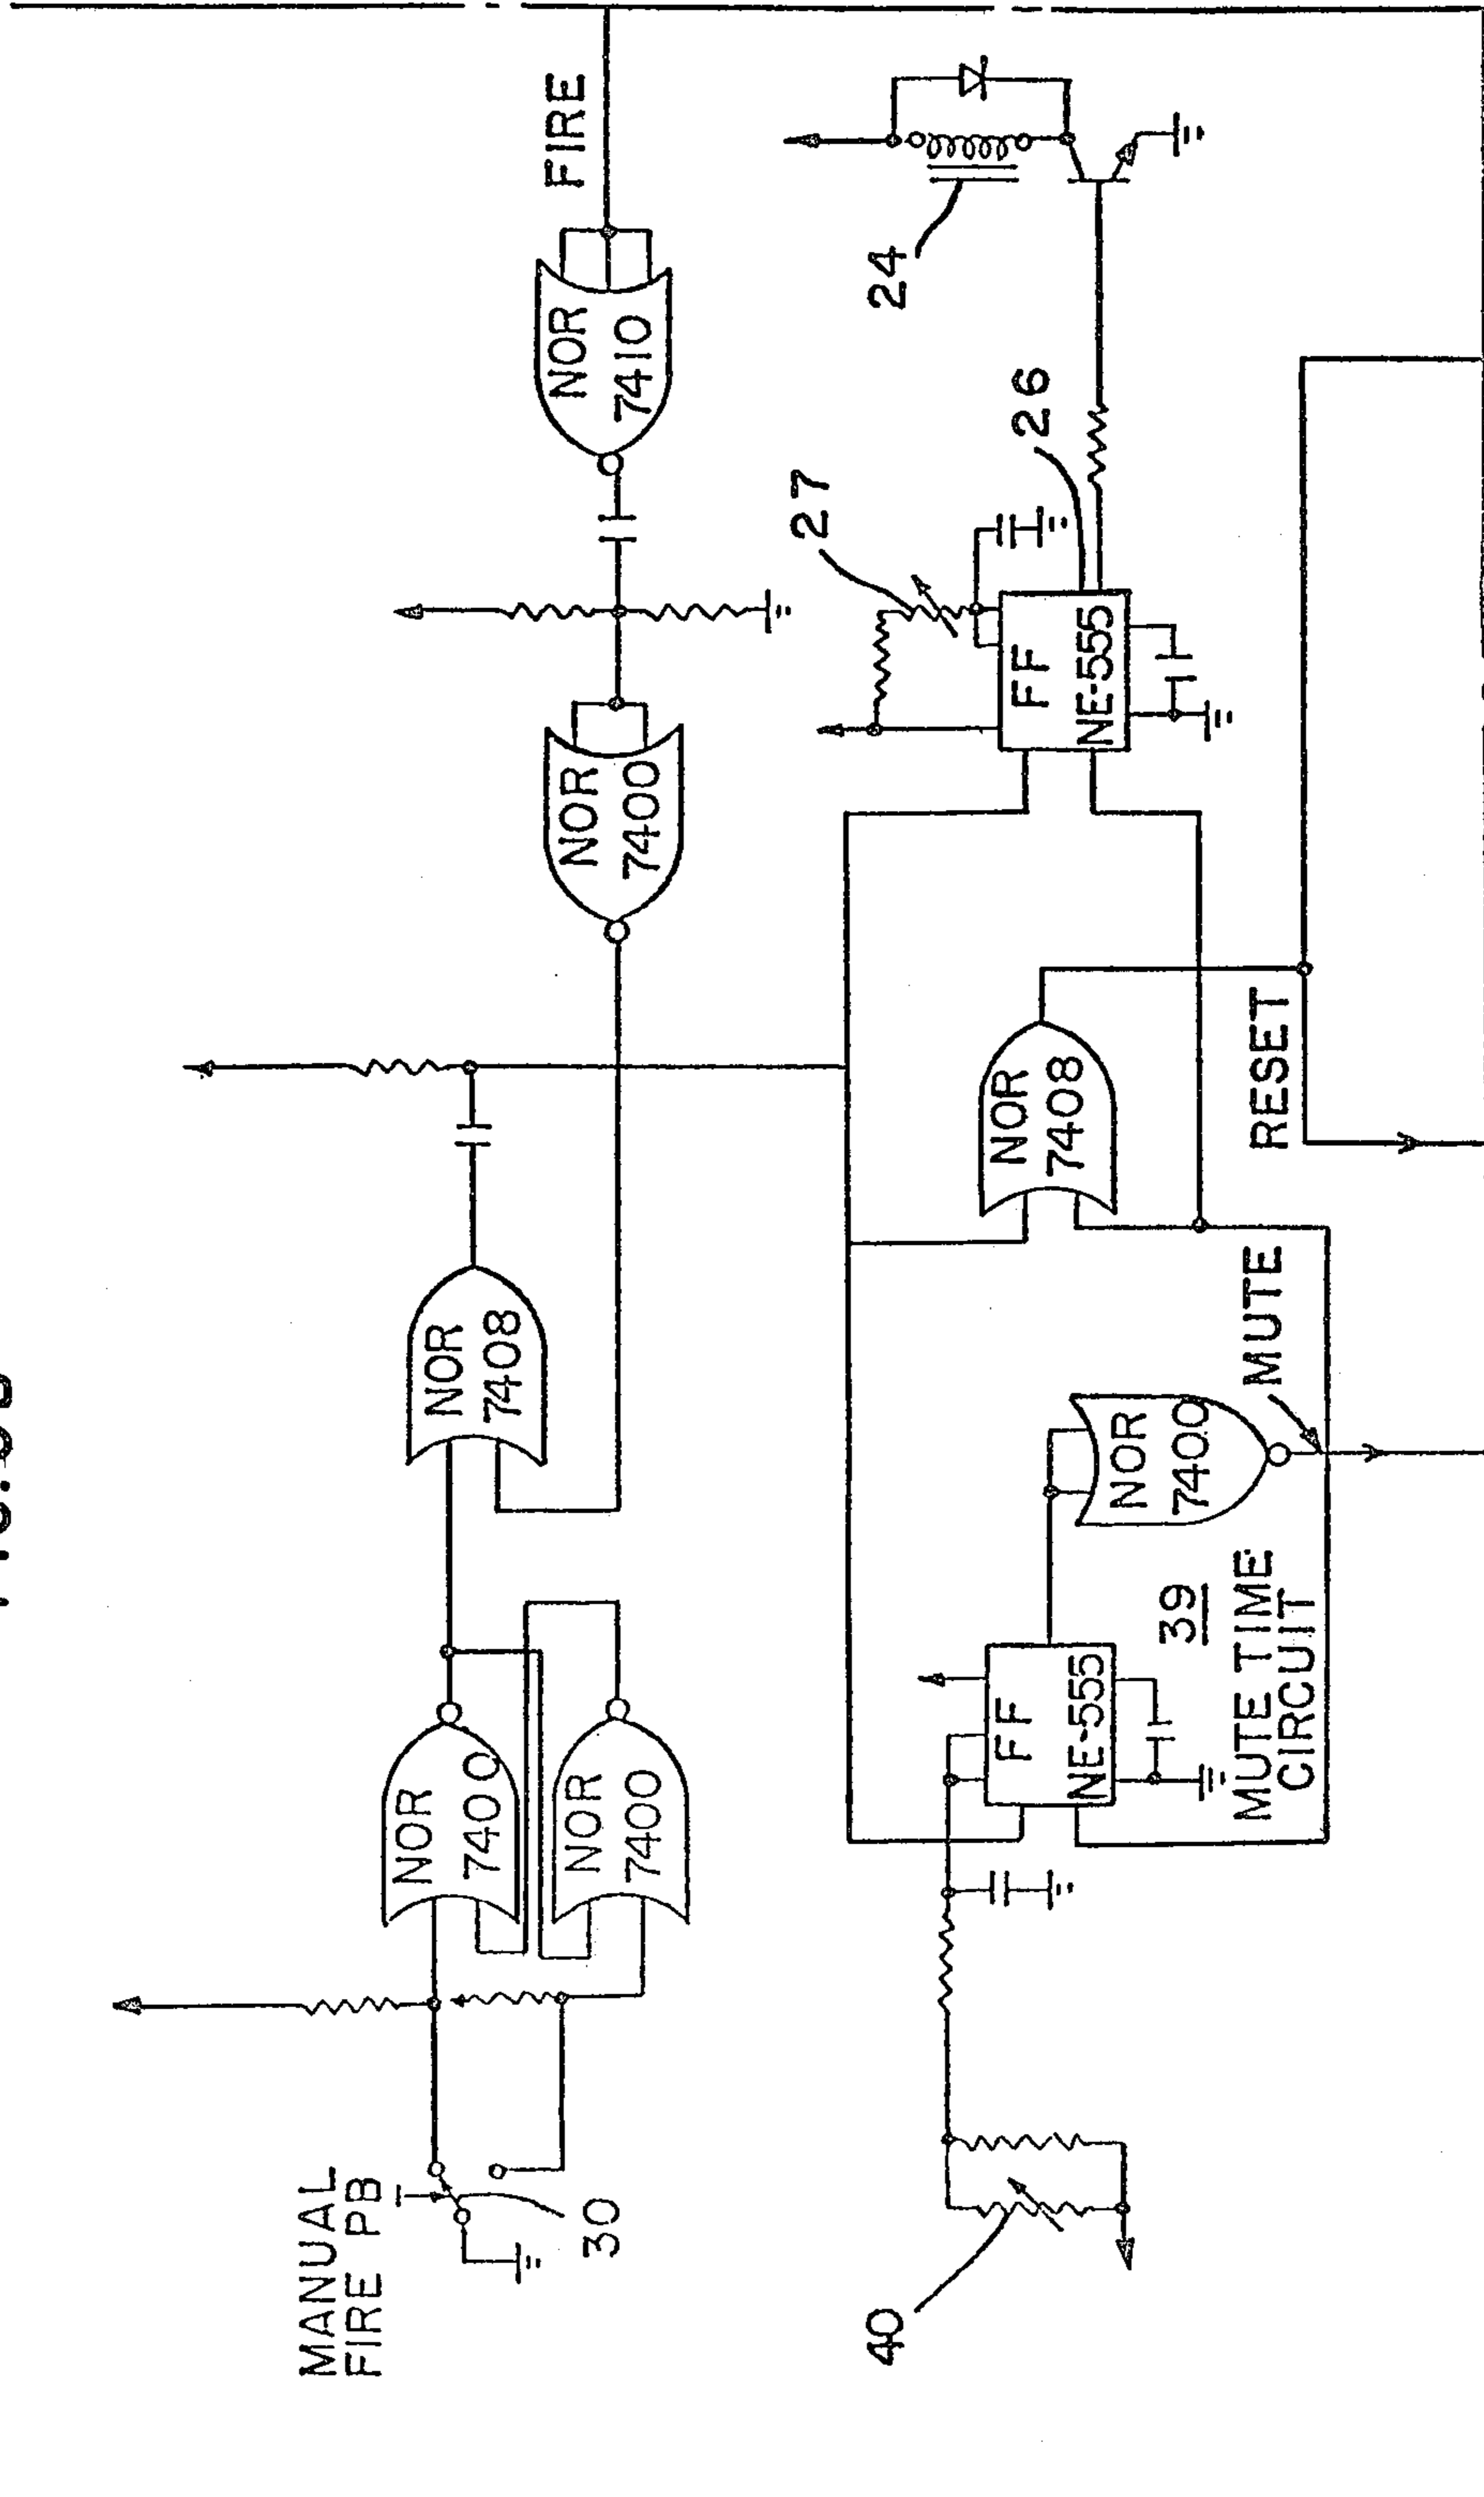 MANUAL
FIRE PB
30
NOR
7400
NOR
7400
NOR
7408
NOR
7400
NOR
7410
FIRE
40
FF
NE-555
39
MUTE TIME
CIRCUIT
NOR
7400
MUTE
NOR
7408
RESET
FF
NE-555
27
26
24